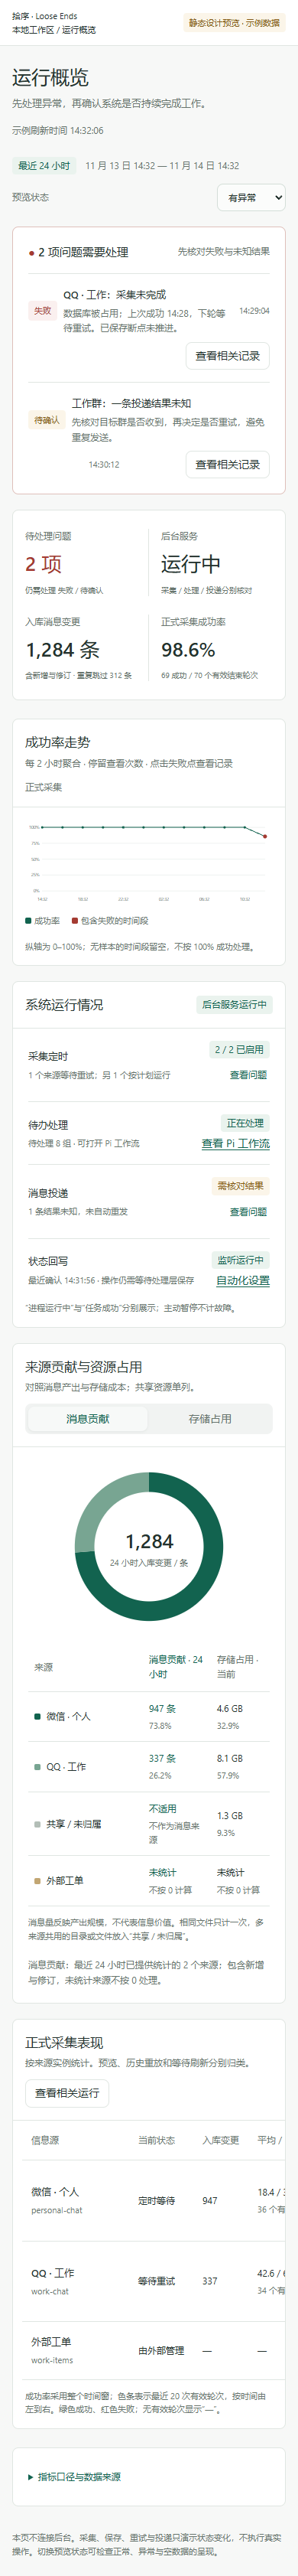 拾序 · Loose Ends
本地工作区 / 运行概览
静态设计预览 · 示例数据
运行概览
先处理异常，再确认系统是否持续完成工作。
示例刷新时间 14:32:06
最近 24 小时 11 月 13 日 14:32 — 11 月 14 日 14:32
预览状态
有异常
2 项问题需要处理
先核对失败与未知结果
失败
QQ · 工作：采集未完成
数据库被占用；上次成功 14:28，下轮等
待重试。已保存断点未推进。
14:29:04
查看相关记录
待确认
工作群：一条投递结果未知
先核对目标群是否收到，再决定是否重试，避免
重复发送。
14:30:12
查看相关记录
待处理问题
2 项
仍需处理 失败 / 待确认
后台服务
运行中
采集 / 处理 / 投递分别核对
入库消息变更
1,284 条
含新增与修订 · 重复跳过 312 条
正式采集成功率
98.6%
69 成功 / 70 个有效结束轮次
成功率走势
每 2 小时聚合 · 停留查看次数 · 点击失败点查看记录
正式采集
100%
75%
50%
25%
0%
14:32 18:32 22:32 02:32 06:32 10:32
成功率 包含失败的时间段
纵轴为 0–100%；无样本的时间段留空，不按 100% 成功处理。
系统运行情况
后台服务运行中
采集定时
1 个来源等待重试；另 1 个按计划运行
2 / 2 已启用
查看问题
待办处理
待处理 8 组 · 可打开 Pi 工作流
正在处理
查看 Pi 工作流
消息投递
1 条结果未知，未自动重发
需核对结果
查看问题
状态回写
最近确认 14:31:56 · 操作仍需等待处理层保存
监听运行中
自动化设置
“进程运行中”与“任务成功”分别展示；主动暂停不计故障。
来源贡献与资源占用
对照消息产出与存储成本；共享资源单列。
消息贡献 存储占用
1,284
24 小时入库变更 / 条
来源
消息贡献 · 24
小时
存储占用 ·
当前
微信 · 个人
947 条
73.8%
4.6 GB
32.9%
QQ · 工作
337 条
26.2%
8.1 GB
57.9%
共享 / 未归属
不适用
不作为消息来
源
1.3 GB
9.3%
外部工单
未统计
不按 0 计算
未统计
不按 0 计算
消息量反映产出规模，不代表信息价值。相同文件只计一次，多
来源共用的目录或文件放入“共享 / 未归属”。
消息贡献：最近 24 小时已提供统计的 2 个来源；包含新增
与修订，未统计来源不按 0 处理。
正式采集表现
按来源实例统计。预览、历史重放和等待刷新分别归类。
查看相关运行
信息源 当前状态 入库变更 平均 /
微信 · 个人
personal-chat
定时等待
947
18.4 /
36 个有
QQ · 工作
work-chat
等待重试
337
42.6 /
34 个有
外部工单
work-items
由外部管理
—
—
成功率采用整个时间窗；色条表示最近 20 次有效轮次，按时间由
左到右。绿色成功、红色失败；无有效轮次显示“—”。
指标口径与数据来源
本页不连接后台。采集、保存、重试与投递只演示状态变化，不执行真实
操作。切换预览状态可检查正常、异常与空数据的呈现。